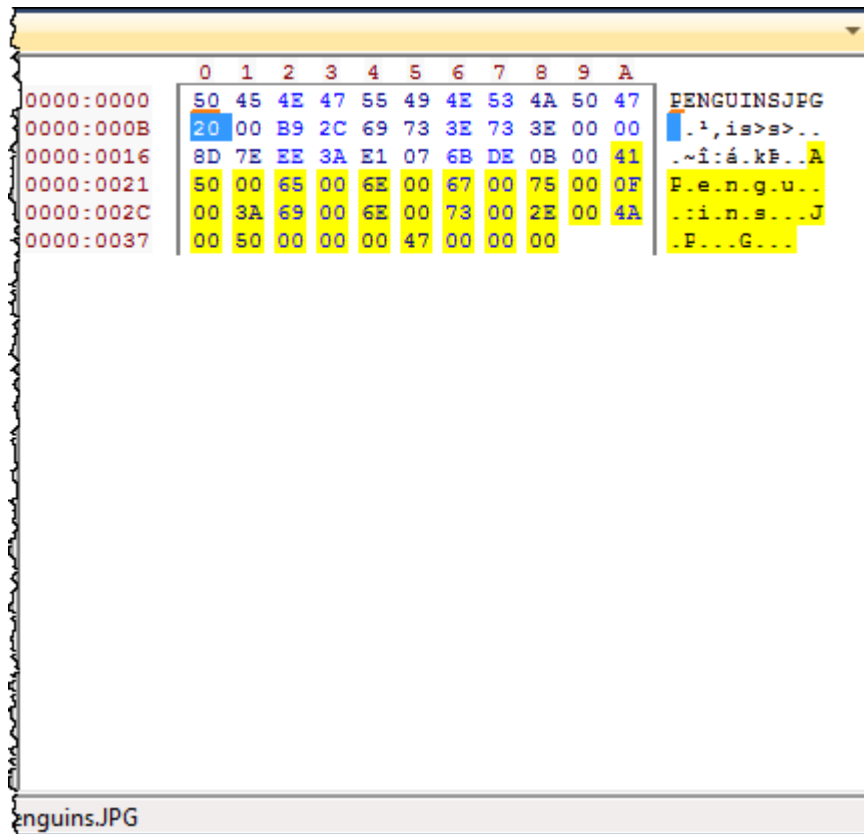 0 1 2 3 4 5 6 7 8 9 A
0000:0000 50 45 4E 47 55 49 4E 53 4A 50 47 PENGUINSJPG
0000:000B 20 00 B9 2C 69 73 3E 73 3E 00 00  .¹,is>s>..
0000:0016 8D 7E EE 3A E1 07 6B DE 0B 00 41 .~î:á.kÞ..A
0000:0021 50 00 65 00 6E 00 67 00 75 00 0F P.e.n.g.u..
0000:002C 00 3A 69 00 6E 00 73 00 2E 00 4A .:i.n.s...J
0000:0037 00 50 00 00 00 47 00 00 00 .P...G...
enguins.JPG